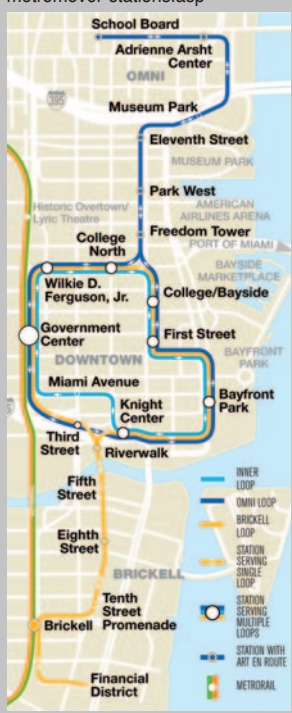 metromover-stations.asp
School Board
Adrienne Arsht
Center
OMNI
395
Museum Park
Eleventh Street
MUSEUM PARK
Park West
Historic Overtown/
Lyric Theatre
AMERICAN
AIRLINES ARENA
Freedom Tower
College
North
PORT OF MIAMI
BAYSIDE
MARKETPLACE
Wilkie D.
Ferguson, Jr.
College/Bayside
Government
Center
First Street
DOWNTOWN
BAYFRONT
PARK
Miami Avenue
Knight
Center
Bayfront
Park
Third
Street
Riverwalk
Fifth
Street
Eighth
Street
BRICKELL
Tenth
Street
Promenade
Brickell
Financial
District
INNER
LOOP
OMNI LOOP
BRICKELL
LOOP
STATION
SERVING
SINGLE
LOOP
STATION
SERVING
MULTIPLE
LOOPS
STATION WITH
ART EN ROUTE
METRORAIL